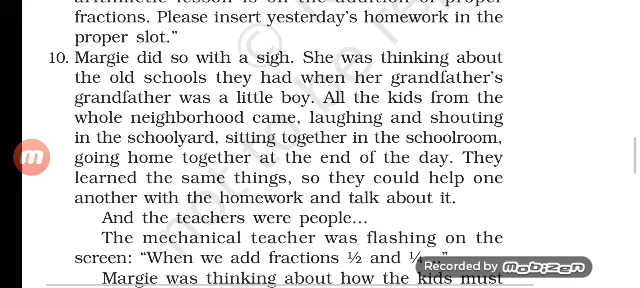 arithmetic lesson is on the addition of proper
fractions. Please insert yesterday's homework in the
proper slot."
10. Margie did so with a sigh. She was thinking about
the old schools they had when her grandfather's
grandfather was a little boy. All the kids from the
whole neighborhood came, laughing and shouting
in the schoolyard, sitting together in the schoolroom,
going home together at the end of the day. They
learned the same things, so they could help one
another with the homework and talk about it.
And the teachers were people...
The mechanical teacher was flashing on the
screen: "When we add fractions ½ and ¼..."
Margie was thinking about how the kids must
Recorded by mobizen